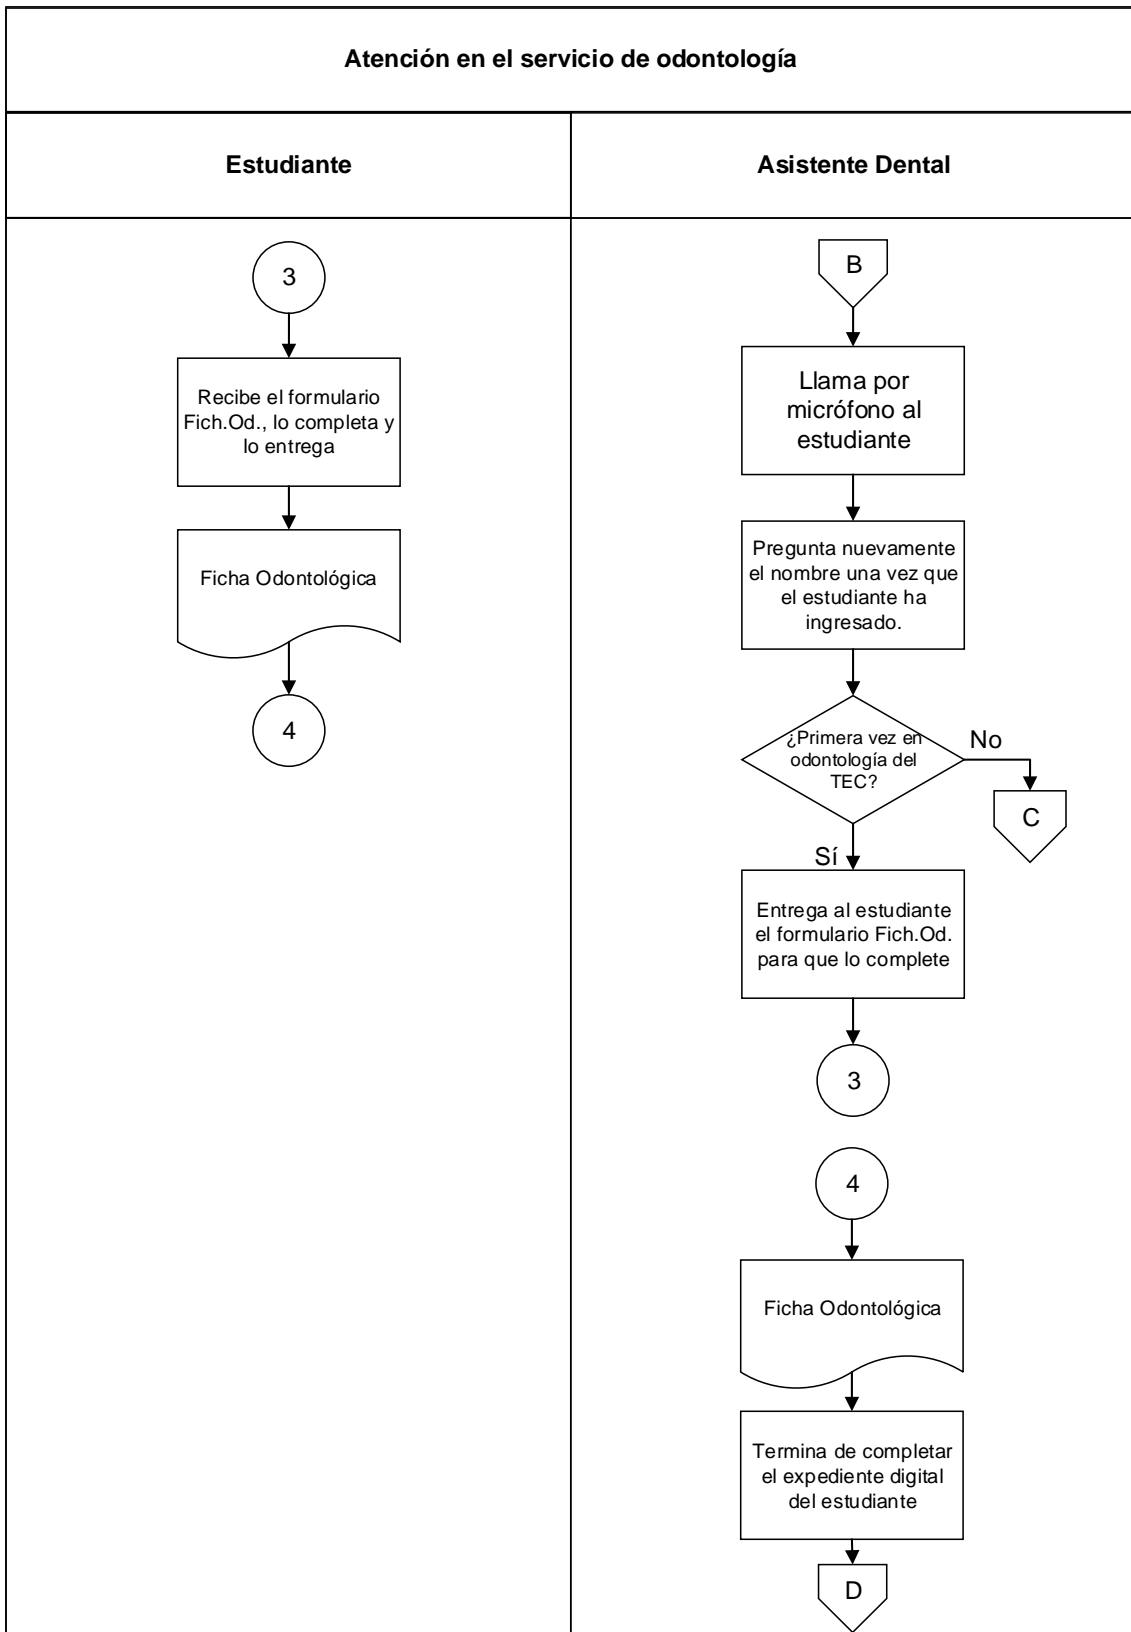 Atención en el servicio de odontología
Estudiante
Asistente Dental
3
Recibe el formulario
Fich.Od., lo completa y
lo entrega
Ficha Odontológica
4
B
Llama por
micrófono al
estudiante
Pregunta nuevamente
el nombre una vez que
el estudiante ha
ingresado.
¿Primera vez en
odontología del
TEC?
No
C
Sí
Entrega al estudiante
el formulario Fich.Od.
para que lo complete
3
4
Ficha Odontológica
Termina de completar
el expediente digital
del estudiante
D